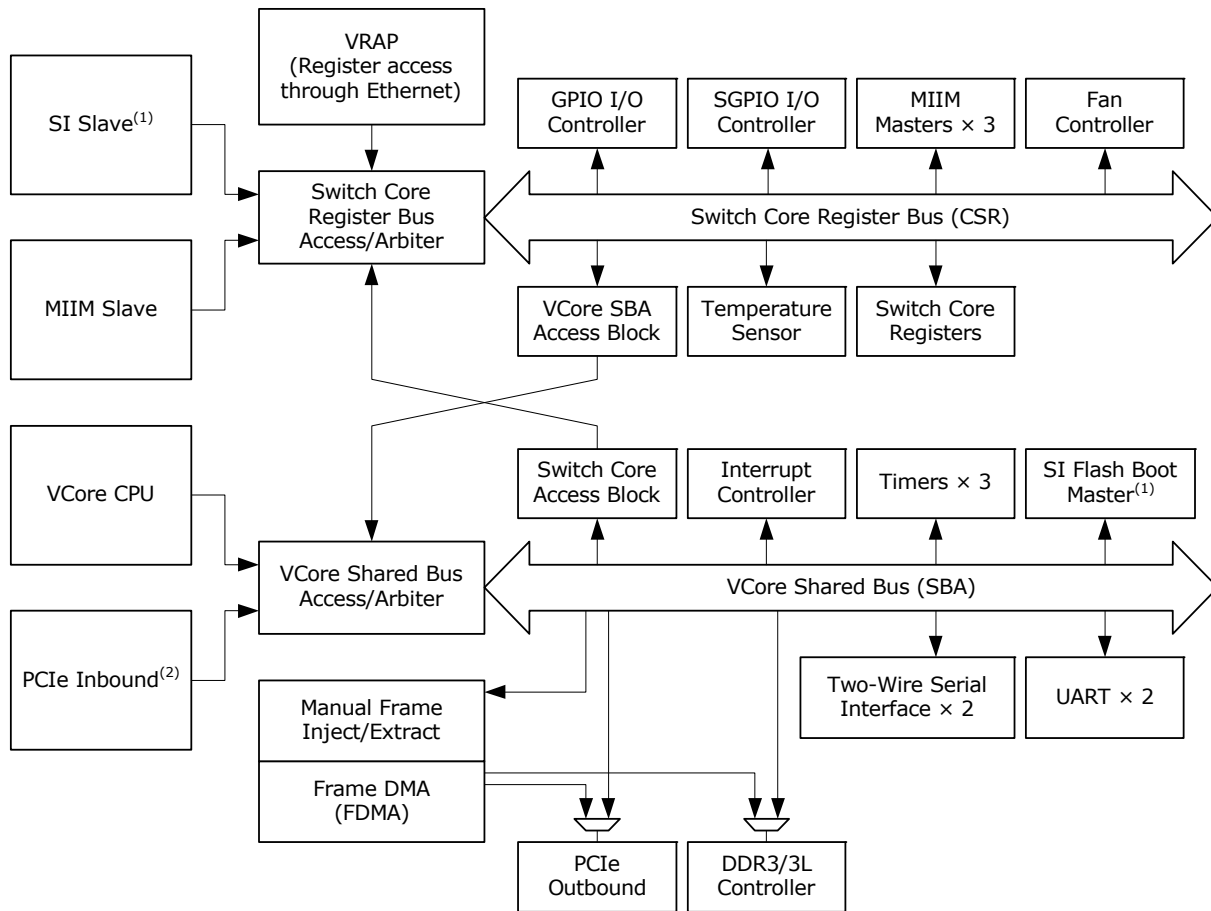 VRAP
(Register access
through Ethernet)
SI Slave(1)
GPIO I/O
Controller
SGPIO I/O
Controller
MIIM
Masters × 3
Fan
Controller
Switch Core
Register Bus
Access/Arbiter
Switch Core Register Bus (CSR)
MIIM Slave
VCore SBA
Access Block
Temperature
Sensor
Switch Core
Registers
VCore CPU
Switch Core
Access Block
Interrupt
Controller
Timers × 3
SI Flash Boot
Master(1)
VCore Shared Bus
Access/Arbiter
VCore Shared Bus (SBA)
PCIe Inbound(2)
Manual Frame
Inject/Extract
Two-Wire Serial
Interface × 2
UART × 2
Frame DMA
(FDMA)
PCIe
Outbound
DDR3/3L
Controller